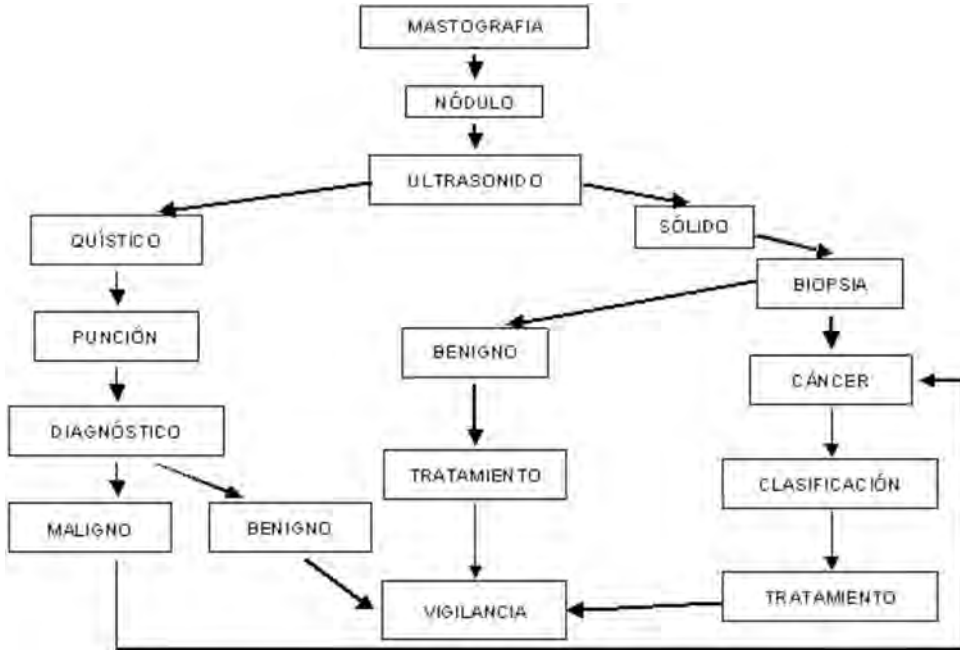 MASTOGRAFIA
NÓDULO
ULTRASONIDO
QUÍSTICO
SÓLIDO
BIOPSIA
PUNCIÓN
BENIGNO
CÁNCER
DIAGNÓSTICO
TRATAMIENTO
CLASIFICACIÓN
MALIGNO
BENIGNO
VIGILANCIA
TRATAMIENTO